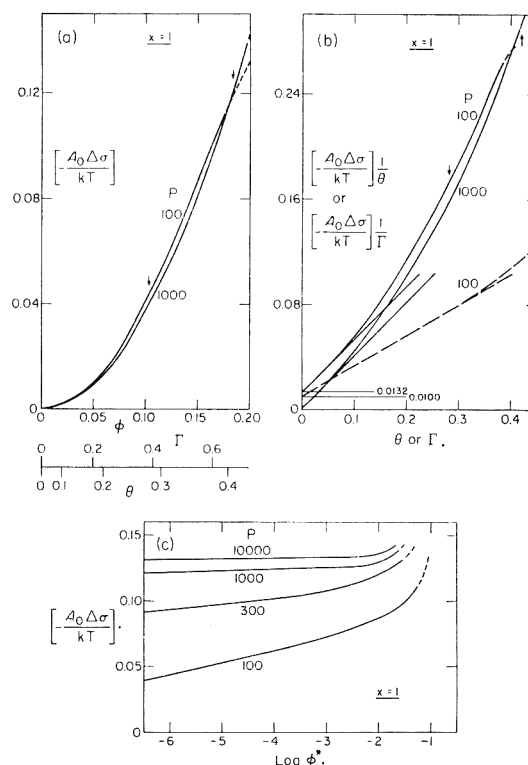 (a)
x = 1
0.12
[- A₀Δσ / kT]
0.08
P
100
1000
0.04
0
0 0.05 0.10 0.15 0.20
ϕ Γ
0 0.2 0.4 0.6
0 0.1 0.2 0.3 0.4
θ
(b)
x = 1
0.24
P
100
[- A₀Δσ / kT] 1/θ
or
[- A₀Δσ / kT] 1/Γ
1000
0.16
100
0.08
0.0132
0.0100
0
0 0.1 0.2 0.3 0.4
θ or Γ.
(c)
0.15
P
10000
1000
0.10
300
[- A₀Δσ / kT].
0.05
100
x = 1
0
-6 -5 -4 -3 -2 -1
Log ϕ*.